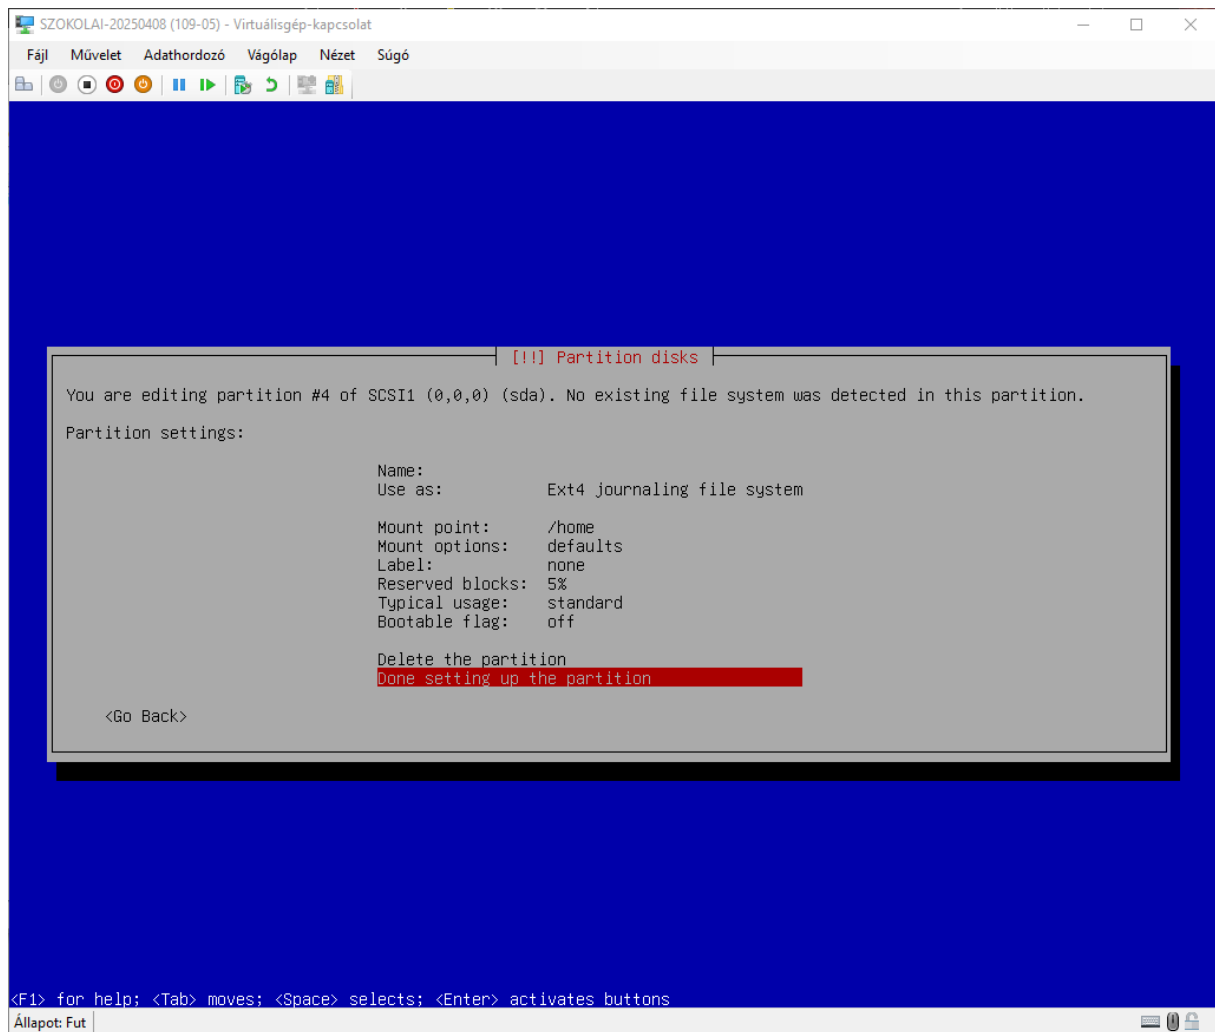 SZOKOLAI-20250408 (109-05) - Virtuálisgép-kapcsolat
Fájl Művelet Adathordozó Vágólap Nézet Súgó
[!!] Partition disks
You are editing partition #4 of SCSI1 (0,0,0) (sda). No existing file system was detected in this partition.
Partition settings:
Name:
Use as: Ext4 journaling file system
Mount point: /home
Mount options: defaults
Label: none
Reserved blocks: 5%
Typical usage: standard
Bootable flag: off
Delete the partition
Done setting up the partition
<Go Back>
<F1> for help; <Tab> moves; <Space> selects; <Enter> activates buttons
Állapot: Fut